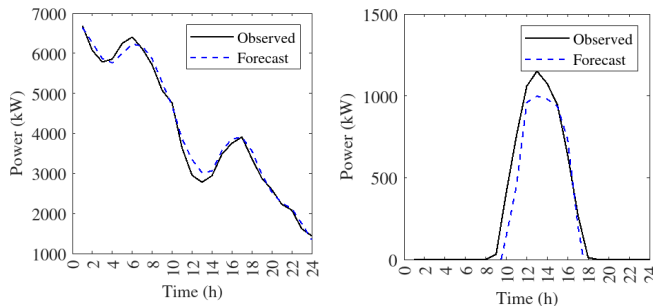 7000
6000
5000
4000
3000
2000
1000
Power (kW)
0 2 4 6 8 10 12 14 16 18 20 22 24
Time (h)
Observed
Forecast
1500
1000
500
0
Power (kW)
0 2 4 6 8 10 12 14 16 18 20 22 24
Time (h)
Observed
Forecast